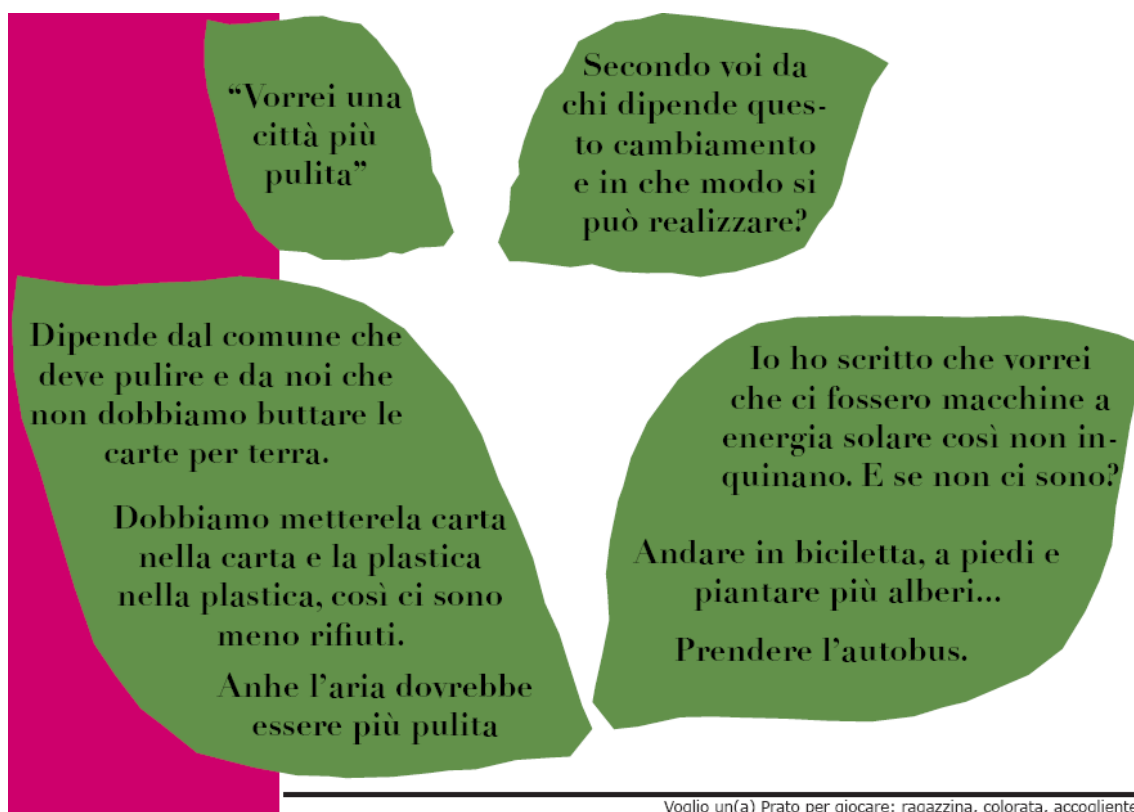 “Vorrei una
città più
pulita”
Secondo voi da
chi dipende ques-
to cambiamento
e in che modo si
può realizzare?
Dipende dal comune che
deve pulire e da noi che
non dobbiamo buttare le
carte per terra.
Dobbiamo metterela carta
nella carta e la plastica
nella plastica, così ci sono
meno rifiuti.
Anhe l’aria dovrebbe
essere più pulita
Io ho scritto che vorrei
che ci fossero macchine a
energia solare così non in-
quinano. E se non ci sono?
Andare in biciletta, a piedi e
piantare più alberi...
Prendere l’autobus.
Voglio un(a) Prato per giocare: ragazzina, colorata, accogliente